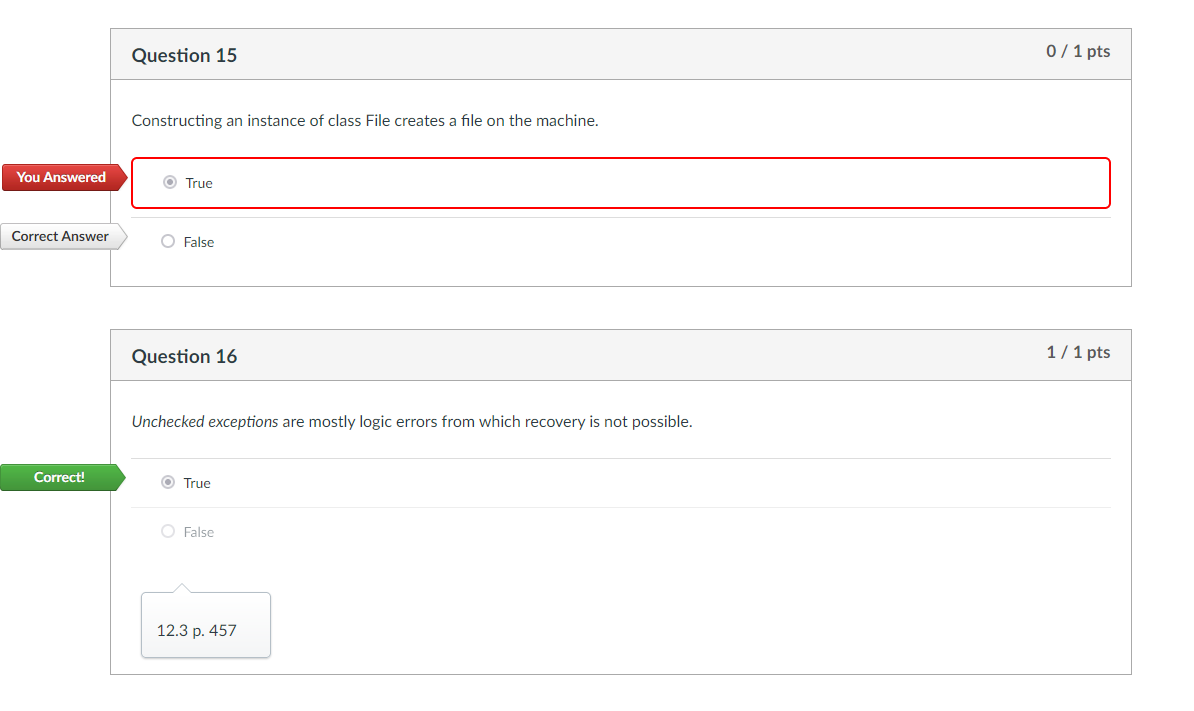 Question 15
0 / 1 pts
Constructing an instance of class File creates a file on the machine.
You Answered
True
Correct Answer
False
Question 16
1 / 1 pts
Unchecked exceptions are mostly logic errors from which recovery is not possible.
Correct!
True
False
12.3 p. 457